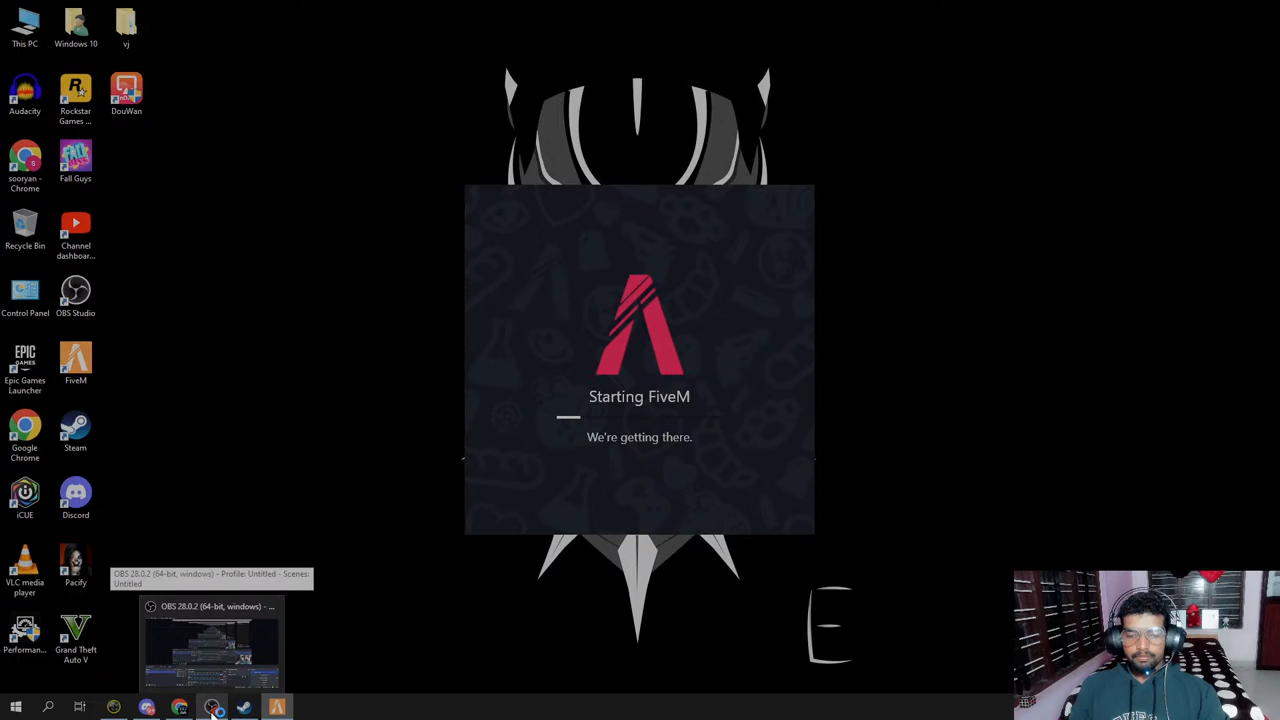 This PC
Windows 10
vj
Audacity
Rockstar
Games ...
DouWan
sooryan -
Chrome
Fall Guys
Recycle Bin
Channel
dashboar...
Control Panel
OBS Studio
EPIC
GAMES
Epic Games
Launcher
FiveM
Google
Chrome
Steam
iCUE
Discord
VLC media
player
Pacify
Performan...
Grand Theft
Auto V
Starting FiveM
We're getting there.
OBS 28.0.2 (64-bit, windows) - Profile: Untitled - Scenes:
Untitled
OBS 28.0.2 (64-bit, windows) - ...
E